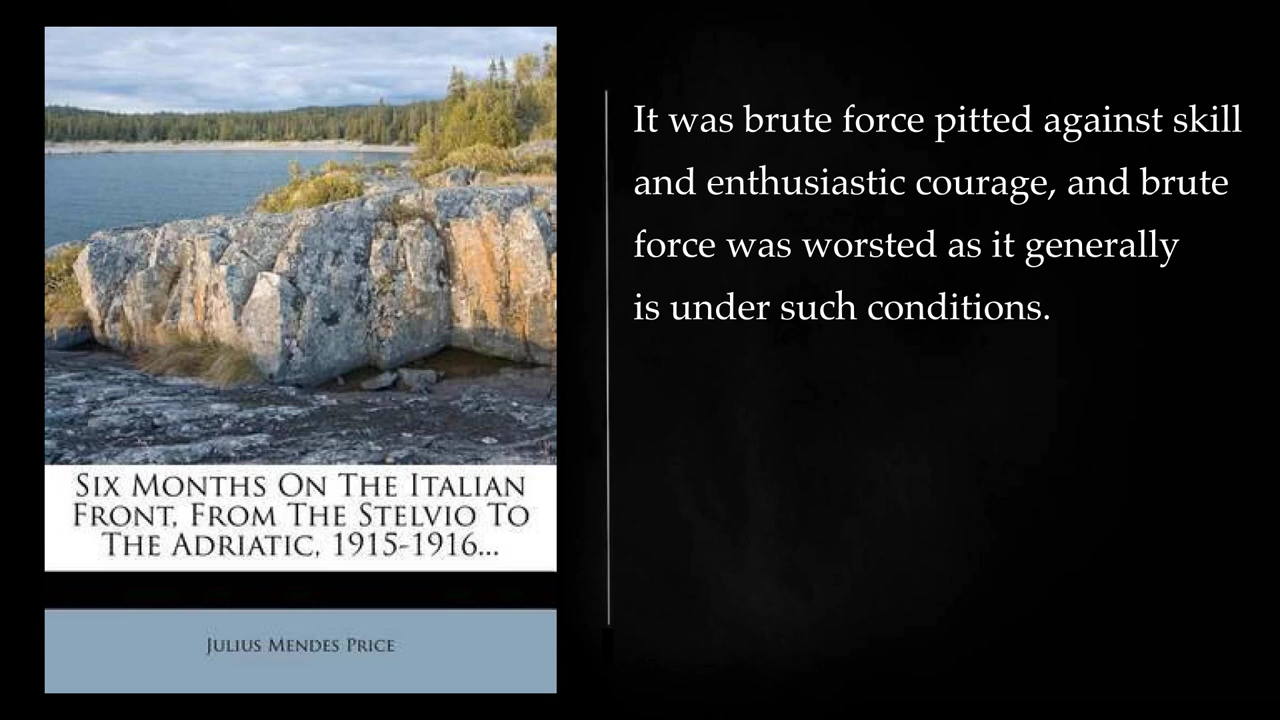 It was brute force pitted against skill
and enthusiastic courage, and brute
force was worsted as it generally
is under such conditions.
Six Months On The Italian
Front, From The Stelvio To
The Adriatic, 1915-1916...
Julius Mendes Price